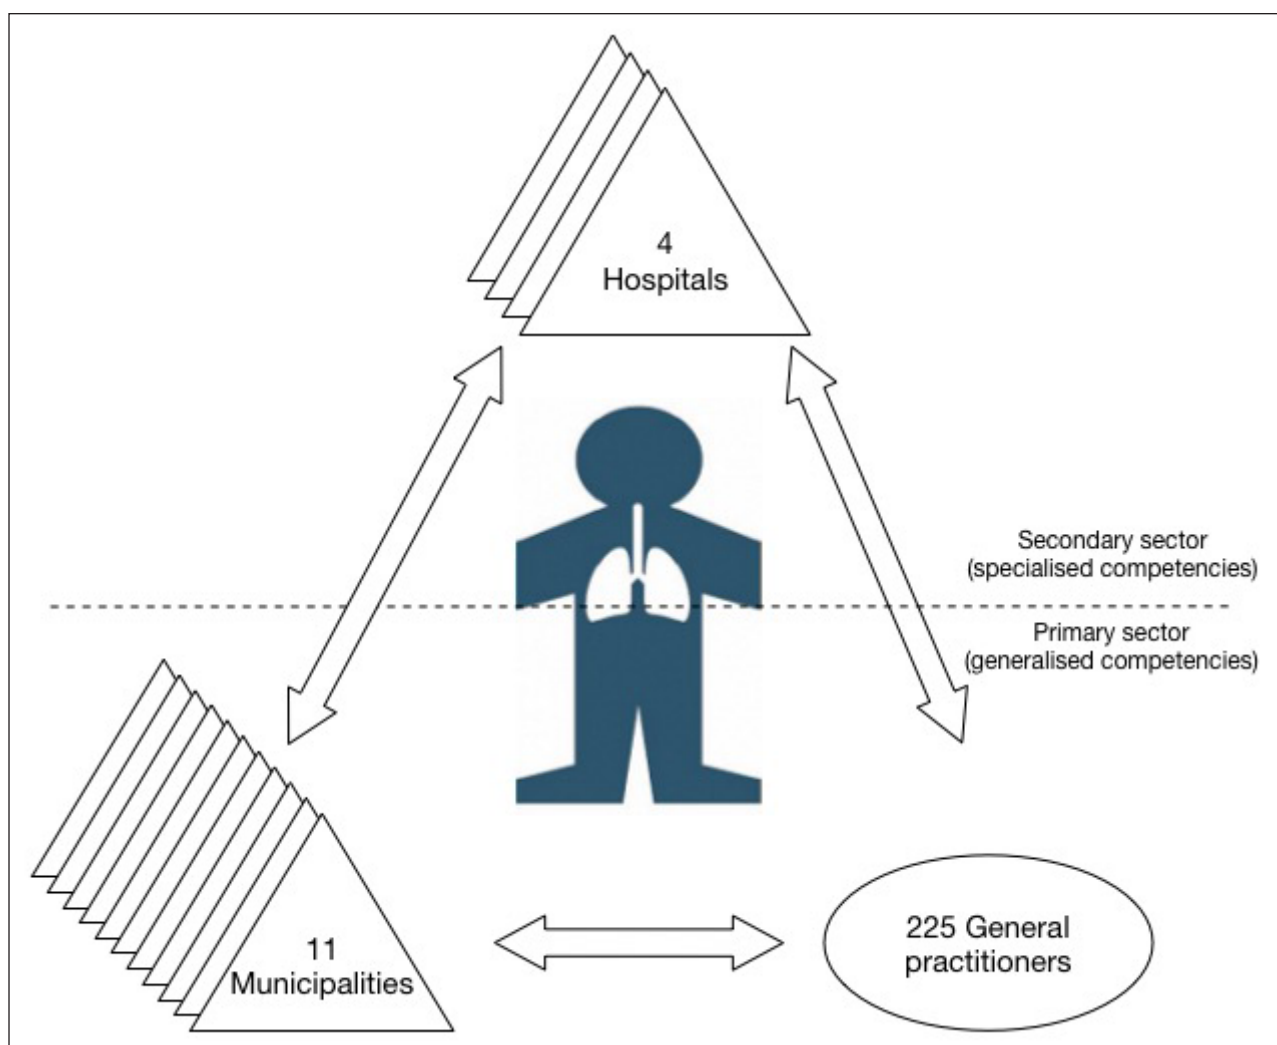 4
Hospitals
Secondary sector
(specialised competencies)
Primary sector
(generalised competencies)
11
Municipalities
225 General
practitioners